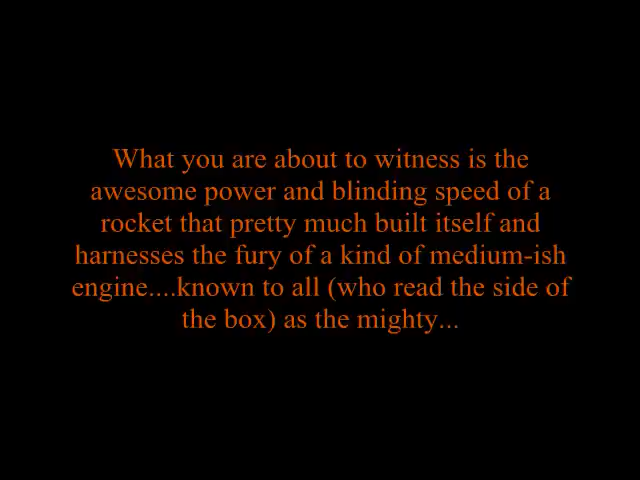 What you are about to witness is the
awesome power and blinding speed of a
rocket that pretty much built itself and
harnesses the fury of a kind of medium-ish
engine....known to all (who read the side of
the box) as the mighty...